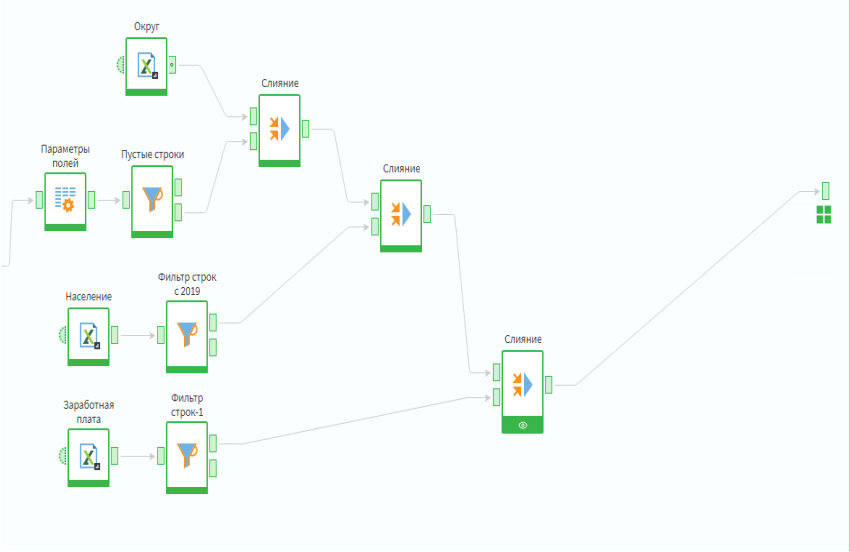 Округ
Слияние
Параметры
полей
Пустые строки
Слияние
Фильтр строк
с 2019
Население
Слияние
Заработная
плата
Фильтр
строк-1